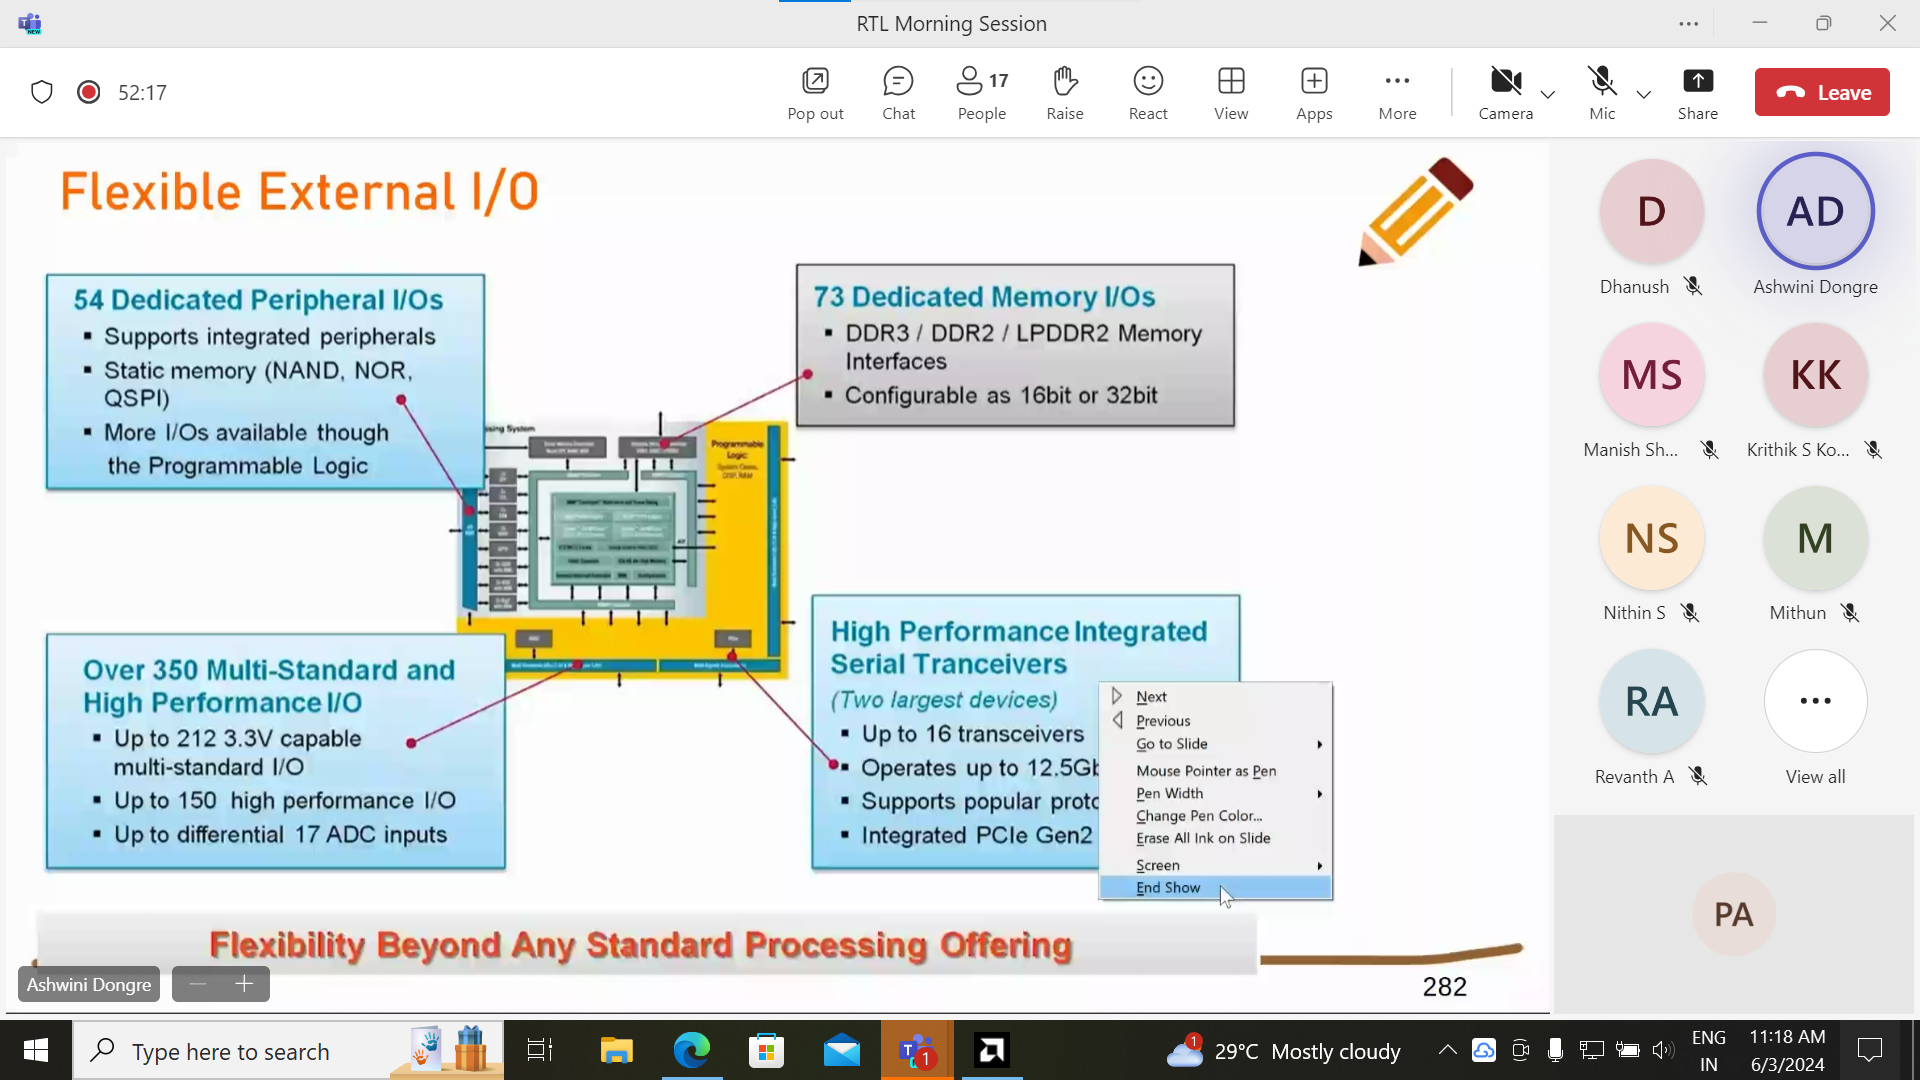 RTL Morning Session
52:17
Pop out
Chat
17
People
Raise
React
View
Apps
More
Camera
Mic
Share
Leave
Flexible External I/O
54 Dedicated Peripheral I/Os
▪ Supports integrated peripherals
▪ Static memory (NAND, NOR,
QSPI)
▪ More I/Os available though
the Programmable Logic
73 Dedicated Memory I/Os
▪ DDR3 / DDR2 / LPDDR2 Memory
Interfaces
▪ Configurable as 16bit or 32bit
sing System
Programmable
Logic:
Over 350 Multi-Standard and
High Performance I/O
▪ Up to 212 3.3V capable
multi-standard I/O
▪ Up to 150 high performance I/O
▪ Up to differential 17 ADC inputs
High Performance Integrated
Serial Tranceivers
(Two largest devices)
▪ Up to 16 transceivers
▪ Operates up to 12.5Gb
▪ Supports popular proto
▪ Integrated PCIe Gen2
Next
Previous
Go to Slide
Mouse Pointer as Pen
Pen Width
Change Pen Color...
Erase All Ink on Slide
Screen
End Show
Flexibility Beyond Any Standard Processing Offering
Ashwini Dongre
282
D
Dhanush
AD
Ashwini Dongre
MS
Manish Sh...
KK
Krithik S Ko...
NS
Nithin S
M
Mithun
RA
Revanth A
View all
PA
Type here to search
1
1
29°C Mostly cloudy
ENG
IN
11:18 AM
6/3/2024